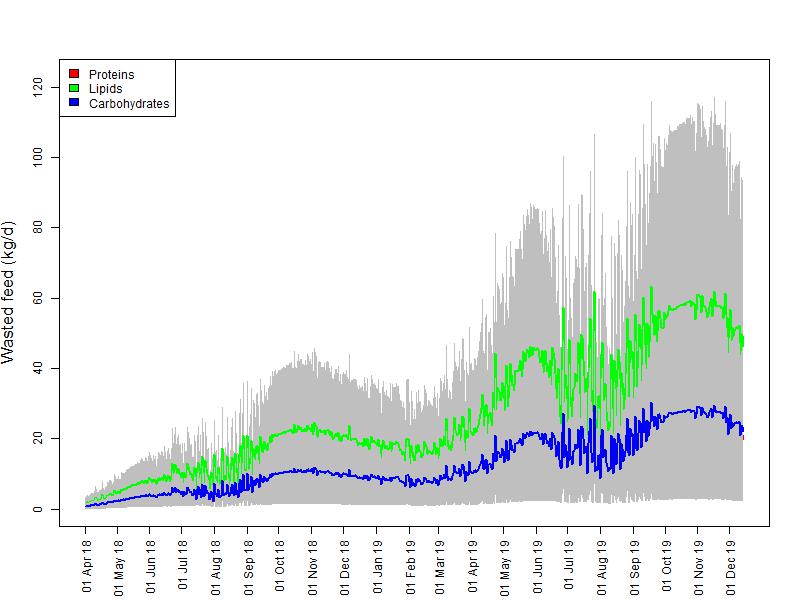 Proteins
Lipids
Carbohydrates
Wasted feed (kg/d)
120
100
80
60
40
20
0
01 Apr 18
01 May 18
01 Jun 18
01 Jul 18
01 Aug 18
01 Sep 18
01 Oct 18
01 Nov 18
01 Dec 18
01 Jan 19
01 Feb 19
01 Mar 19
01 Apr 19
01 May 19
01 Jun 19
01 Jul 19
01 Aug 19
01 Sep 19
01 Oct 19
01 Nov 19
01 Dec 19